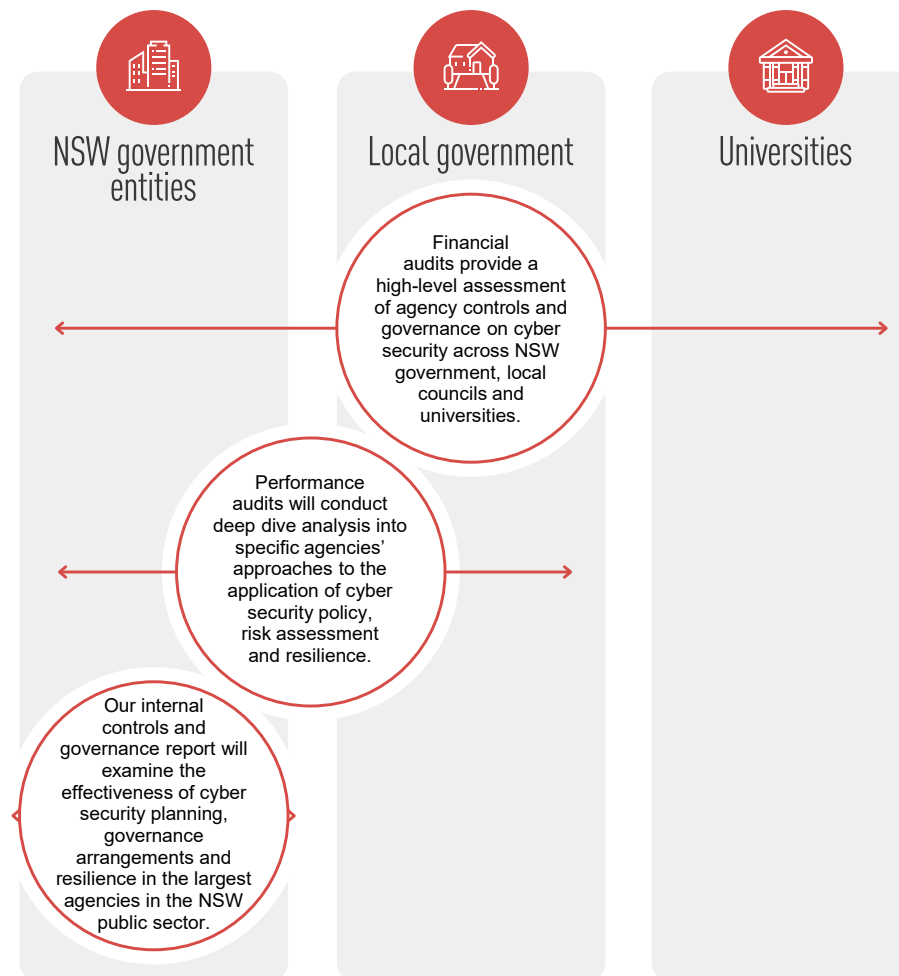 NSW government
entities
Local government
Universities
Financial
audits provide a
high-level assessment
of agency controls and
governance on cyber
security across NSW
government, local
councils and
universities.
Performance
audits will conduct
deep dive analysis into
specific agencies’
approaches to the
application of cyber
security policy,
risk assessment
and resilience.
Our internal
controls and
governance report will
examine the
effectiveness of cyber
security planning,
governance
arrangements and
resilience in the largest
agencies in the NSW
public sector.